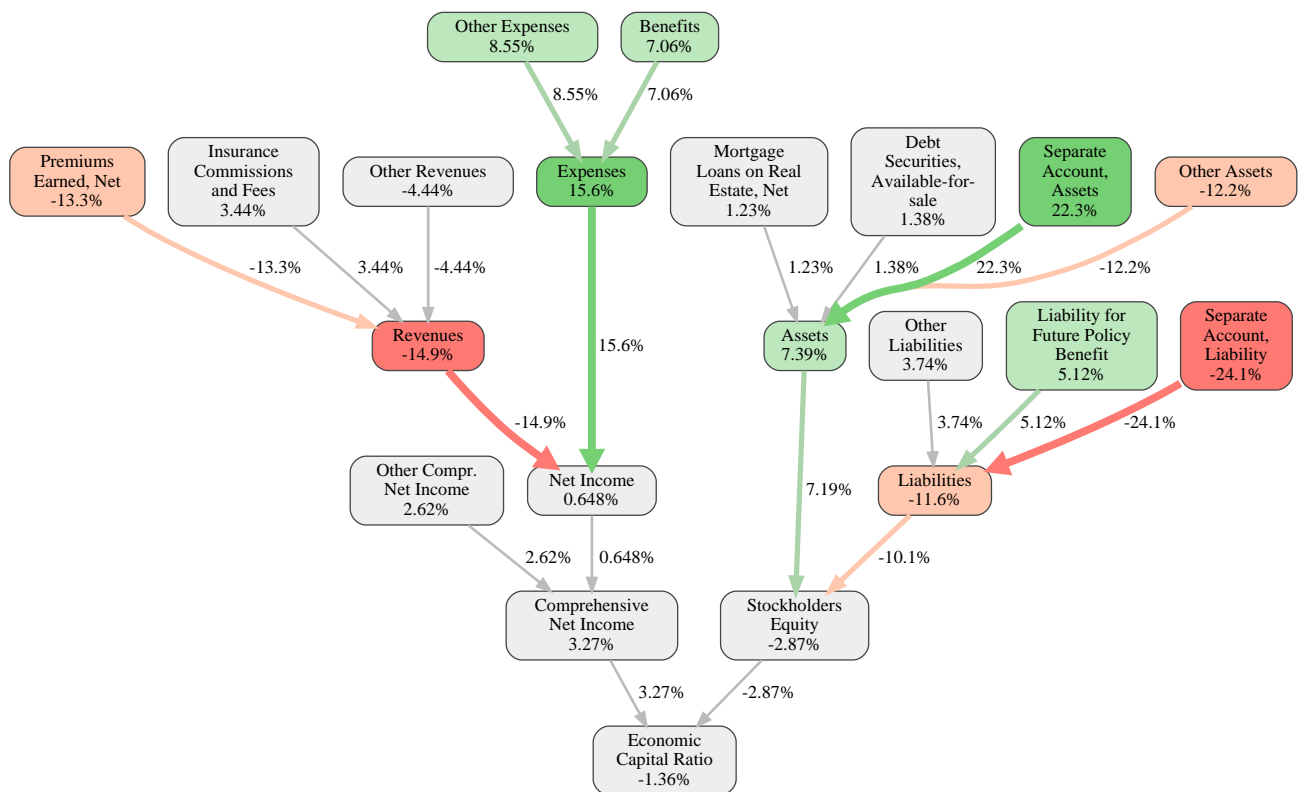 Other Expenses
8.55%
Benefits
7.06%
8.55%
7.06%
Premiums
Earned, Net
-13.3%
Insurance
Commissions
and Fees
3.44%
Other Revenues
-4.44%
Expenses
15.6%
Mortgage
Loans on Real
Estate, Net
1.23%
Debt
Securities,
Available-for-
sale
1.38%
Separate
Account,
Assets
22.3%
Other Assets
-12.2%
-13.3%
3.44%
-4.44%
1.23%
1.38%
22.3%
-12.2%
Revenues
-14.9%
15.6%
Assets
7.39%
Other
Liabilities
3.74%
Liability for
Future Policy
Benefit
5.12%
Separate
Account,
Liability
-24.1%
-14.9%
3.74%
5.12%
-24.1%
Other Compr.
Net Income
2.62%
Net Income
0.648%
7.19%
Liabilities
-11.6%
2.62%
0.648%
-10.1%
Comprehensive
Net Income
3.27%
Stockholders
Equity
-2.87%
3.27%
-2.87%
Economic
Capital Ratio
-1.36%